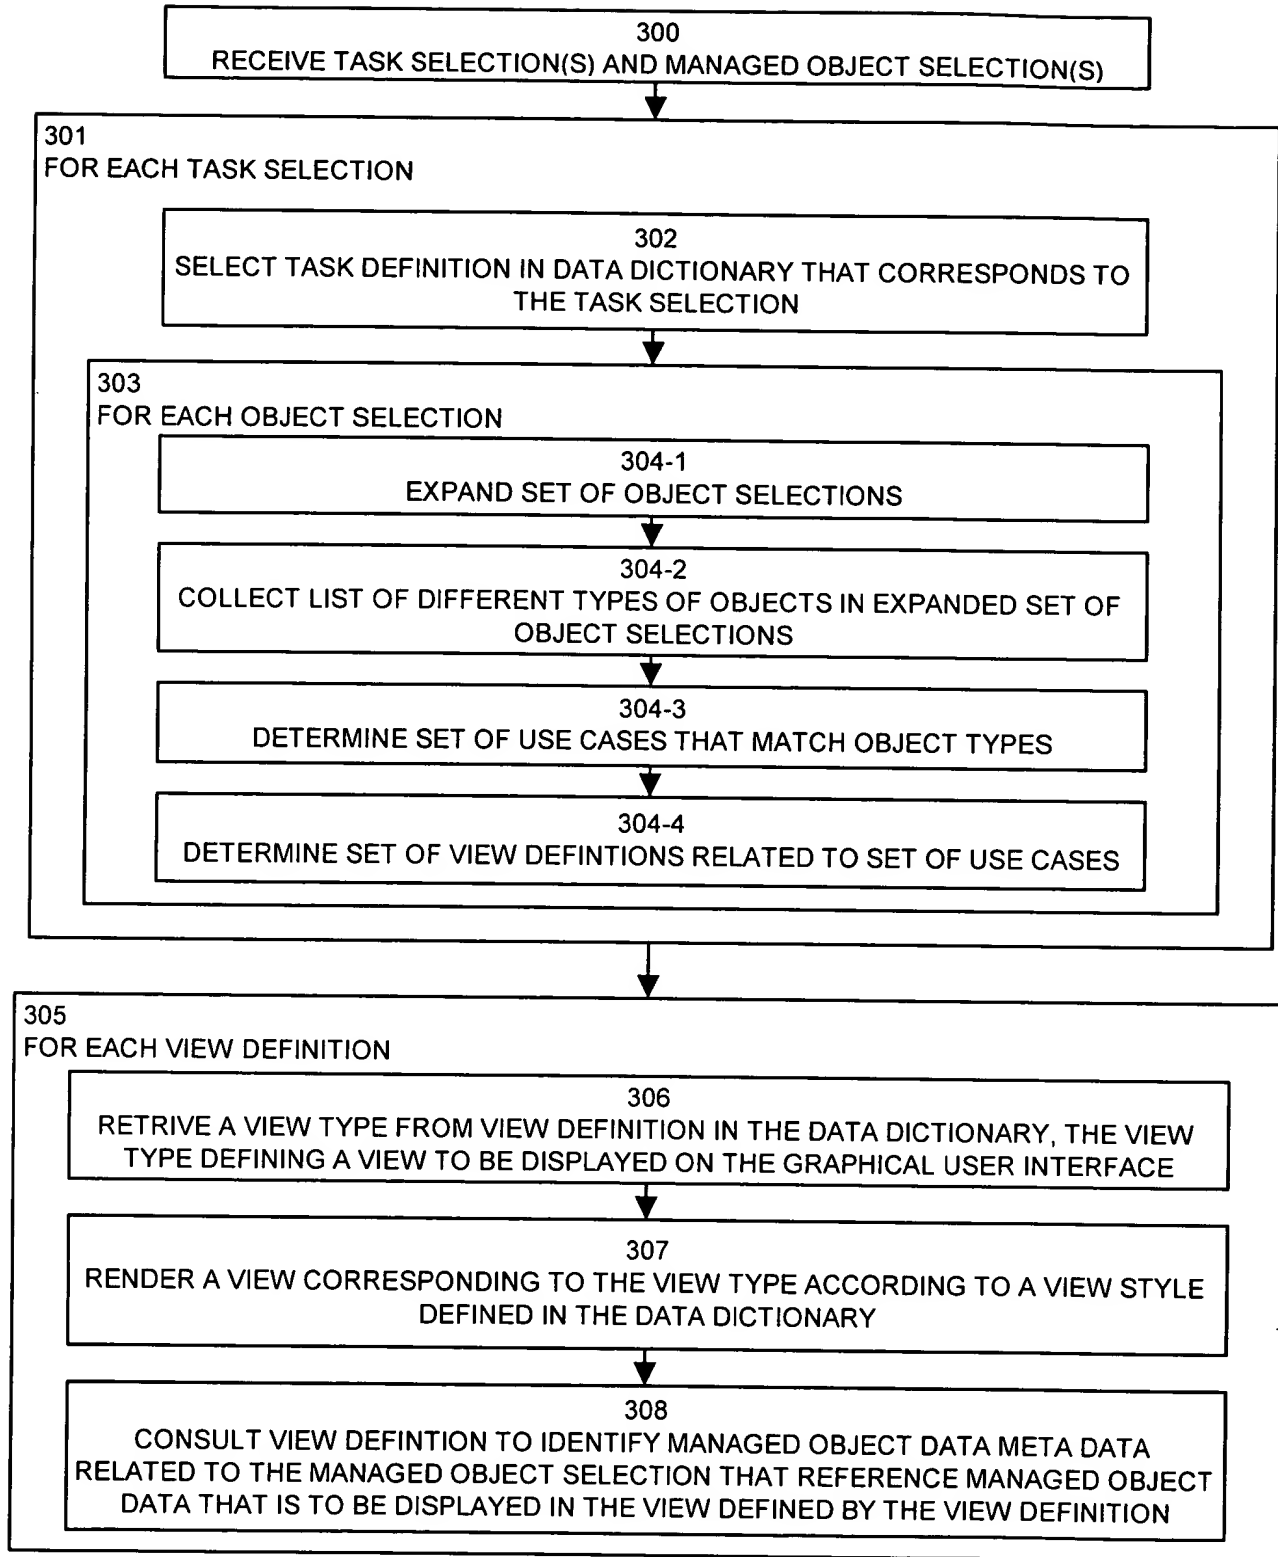 300
RECEIVE TASK SELECTION(S) AND MANAGED OBJECT SELECTION(S)
301
FOR EACH TASK SELECTION
302
SELECT TASK DEFINITION IN DATA DICTIONARY THAT CORRESPONDS TO
THE TASK SELECTION
303
FOR EACH OBJECT SELECTION
304-1
EXPAND SET OF OBJECT SELECTIONS
304-2
COLLECT LIST OF DIFFERENT TYPES OF OBJECTS IN EXPANDED SET OF
OBJECT SELECTIONS
304-3
DETERMINE SET OF USE CASES THAT MATCH OBJECT TYPES
304-4
DETERMINE SET OF VIEW DEFINTIONS RELATED TO SET OF USE CASES
305
FOR EACH VIEW DEFINITION
306
RETRIVE A VIEW TYPE FROM VIEW DEFINITION IN THE DATA DICTIONARY, THE VIEW
TYPE DEFINING A VIEW TO BE DISPLAYED ON THE GRAPHICAL USER INTERFACE
307
RENDER A VIEW CORRESPONDING TO THE VIEW TYPE ACCORDING TO A VIEW STYLE
DEFINED IN THE DATA DICTIONARY
308
CONSULT VIEW DEFINTION TO IDENTIFY MANAGED OBJECT DATA META DATA
RELATED TO THE MANAGED OBJECT SELECTION THAT REFERENCE MANAGED OBJECT
DATA THAT IS TO BE DISPLAYED IN THE VIEW DEFINED BY THE VIEW DEFINITION